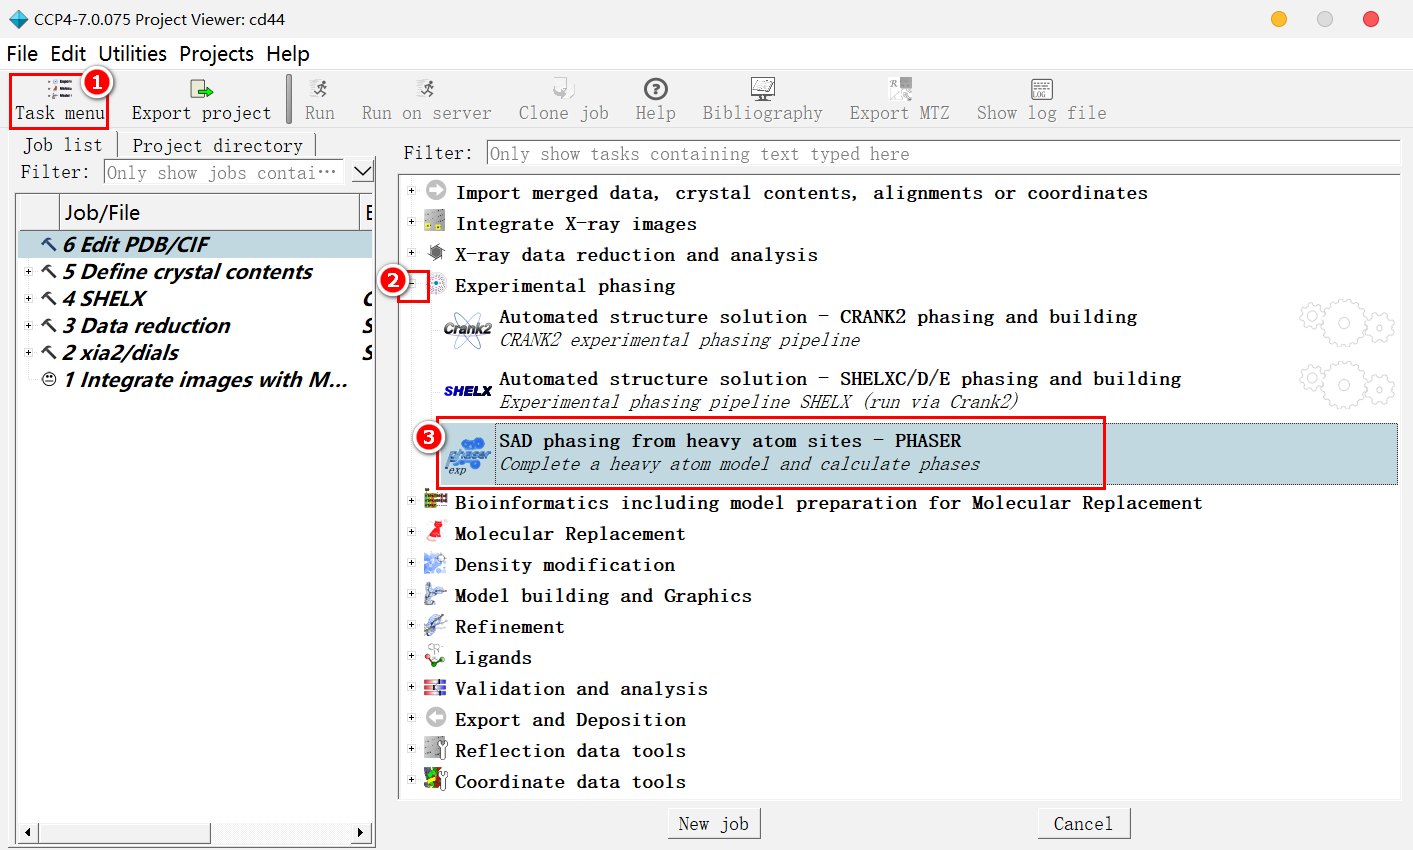 CCP4-7.0.075 Project Viewer: cd44
File Edit Utilities Projects Help
1
Task menu Export project Run Run on server Clone job Help Bibliography Export MTZ Show log file
Job list Project directory
Filter: Only show jobs contai···
Job/File E
6 Edit PDB/CIF
5 Define crystal contents
4 SHELX
3 Data reduction
2 xia2/dials
1 Integrate images with M...
Filter: Only show tasks containing text typed here
Import merged data, crystal contents, alignments or coordinates
Integrate X-ray images
X-ray data reduction and analysis
2
Experimental phasing
Crank2
Automated structure solution - CRANK2 phasing and building
CRANK2 experimental phasing pipeline
SHELX
Automated structure solution - SHELXC/D/E phasing and building
Experimental phasing pipeline SHELX (run via Crank2)
3
phaser
exp
SAD phasing from heavy atom sites - PHASER
Complete a heavy atom model and calculate phases
Bioinformatics including model preparation for Molecular Replacement
Molecular Replacement
Density modification
Model building and Graphics
Refinement
Ligands
Validation and analysis
Export and Deposition
Reflection data tools
Coordinate data tools
New job Cancel